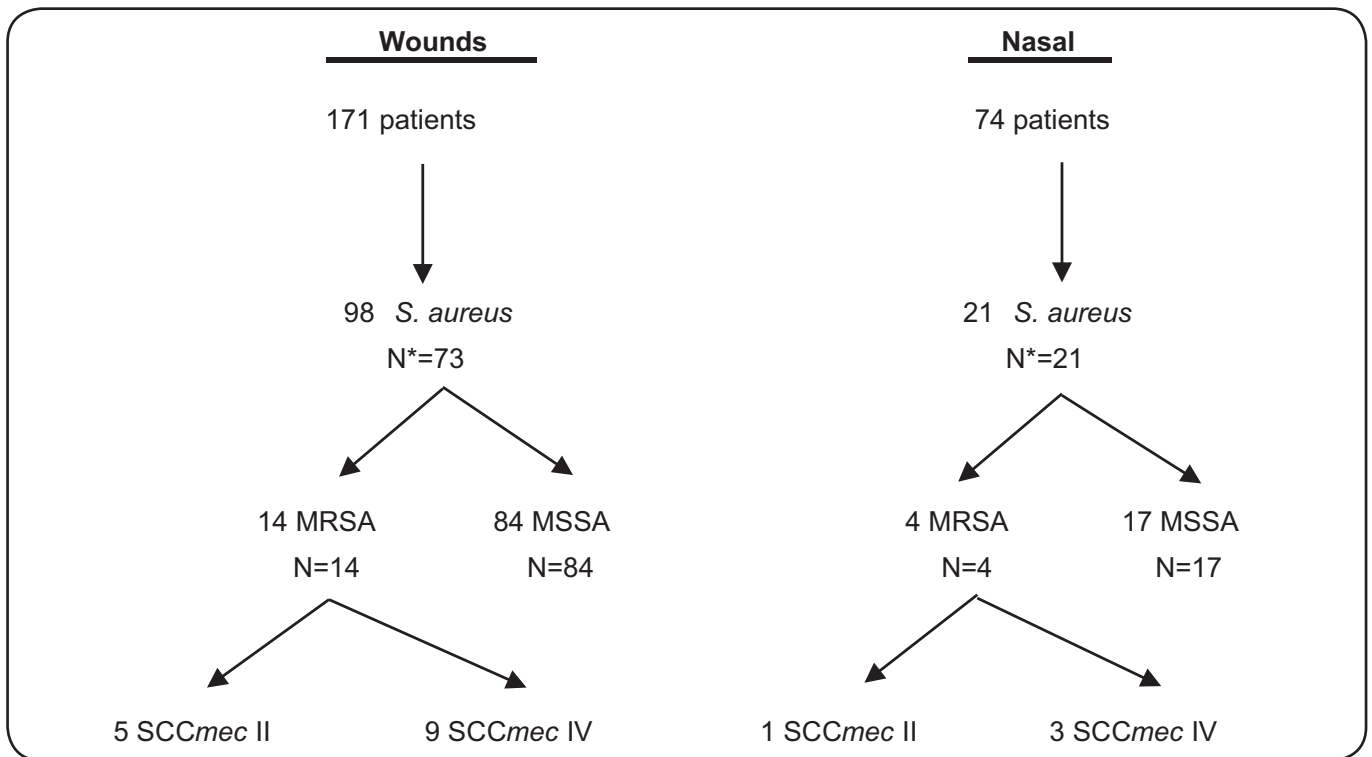 Wounds
171 patients
98 S. aureus
N*=73
14 MRSA 84 MSSA
N=14 N=84
5 SCCmec II 9 SCCmec IV
Nasal
74 patients
21 S. aureus
N*=21
4 MRSA 17 MSSA
N=4 N=17
1 SCCmec II 3 SCCmec IV